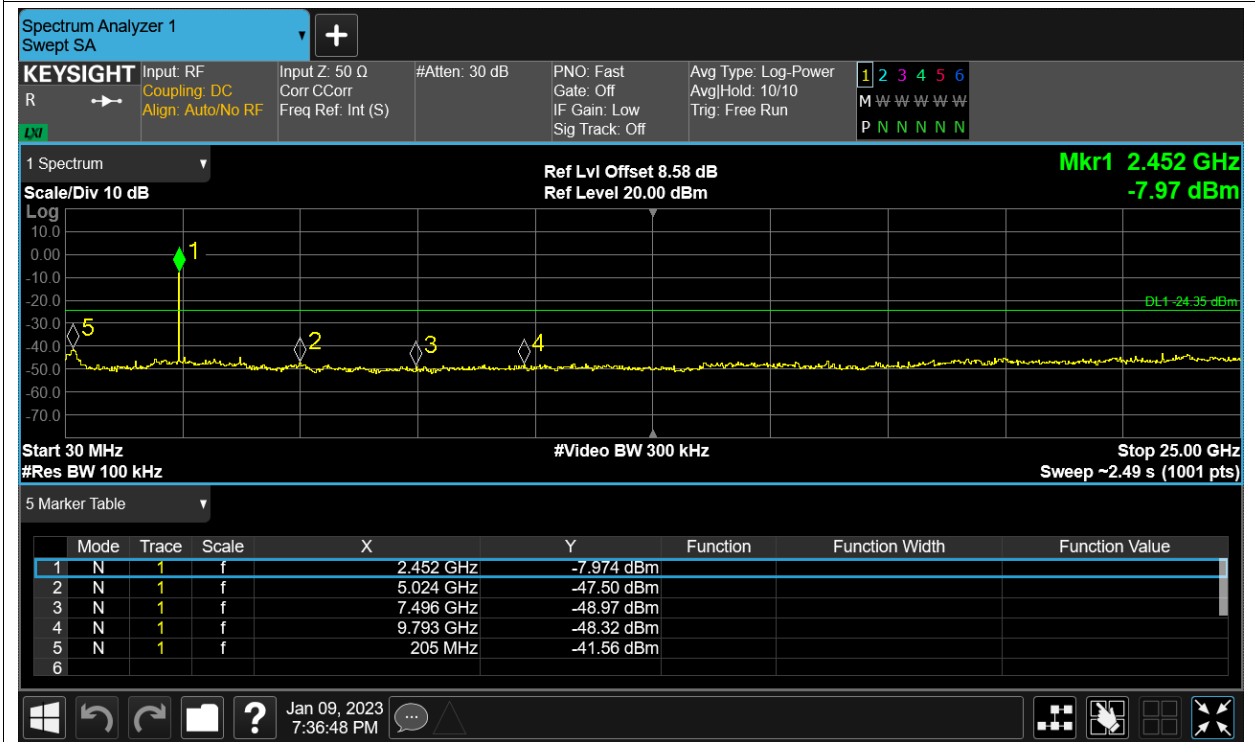 Spectrum Analyzer 1
Swept SA
+
KEYSIGHT
R
LXI
Input: RF
Coupling: DC
Align: Auto/No RF
Input Z: 50 Ω
Corr CCorr
Freq Ref: Int (S)
#Atten: 30 dB
PNO: Fast
Gate: Off
IF Gain: Low
Sig Track: Off
Avg Type: Log-Power
Avg|Hold: 10/10
Trig: Free Run
1 2 3 4 5 6
M W W W W W
P N N N N N
1 Spectrum
Scale/Div 10 dB
Ref Lvl Offset 8.58 dB
Ref Level 20.00 dBm
Mkr1 2.452 GHz
-7.97 dBm
Log
10.0
0.00
-10.0
-20.0
-30.0
-40.0
-50.0
-60.0
-70.0
1
DL1 -24.35 dBm
5
2
3
4
Start 30 MHz
#Video BW 300 kHz
Stop 25.00 GHz
#Res BW 100 kHz
Sweep ~2.49 s (1001 pts)
5 Marker Table
Mode Trace Scale X Y Function Function Width Function Value
1 N 1 f 2.452 GHz -7.974 dBm
2 N 1 f 5.024 GHz -47.50 dBm
3 N 1 f 7.496 GHz -48.97 dBm
4 N 1 f 9.793 GHz -48.32 dBm
5 N 1 f 205 MHz -41.56 dBm
6
?
Jan 09, 2023
7:36:48 PM